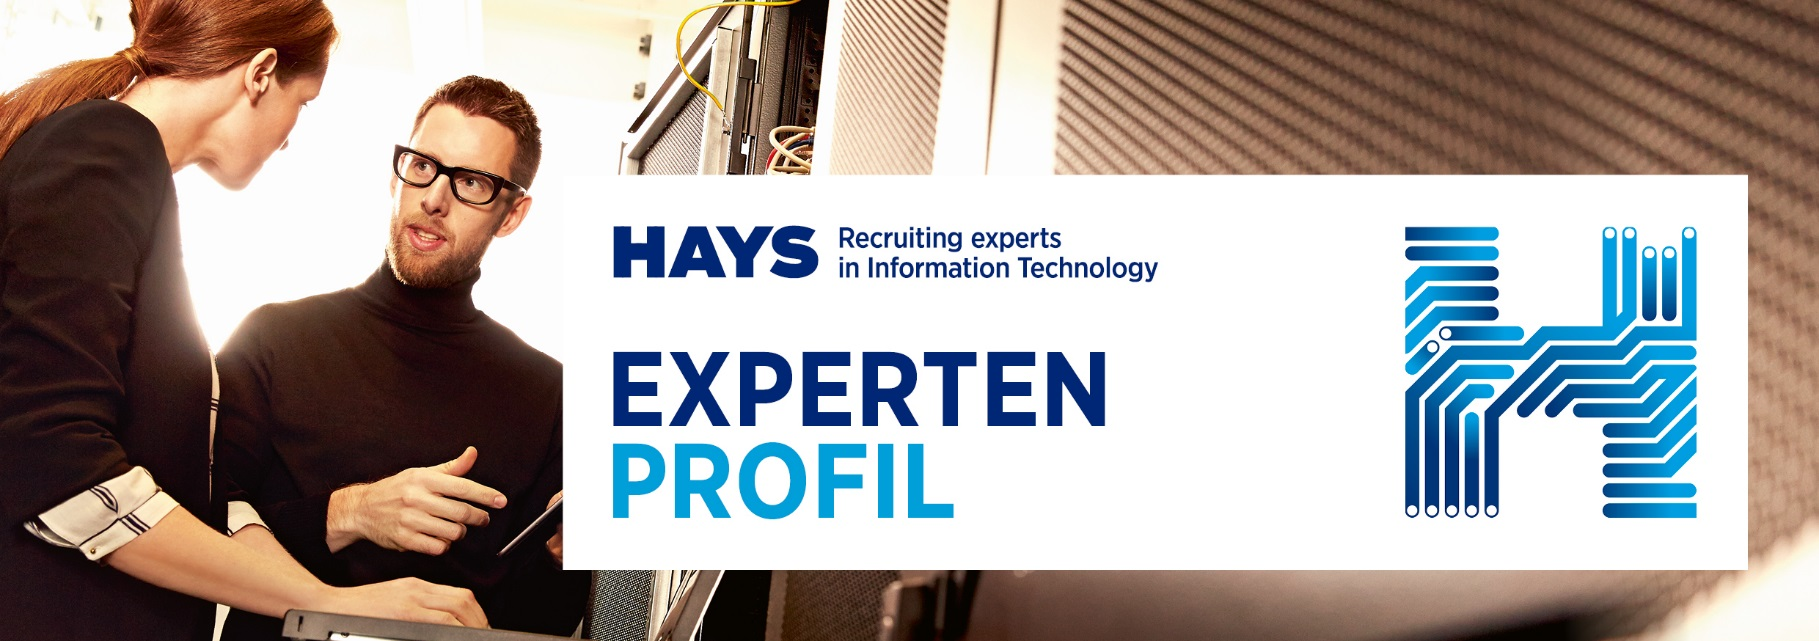 HAYS
Recruiting experts
in Information Technology
EXPERTEN
PROFIL